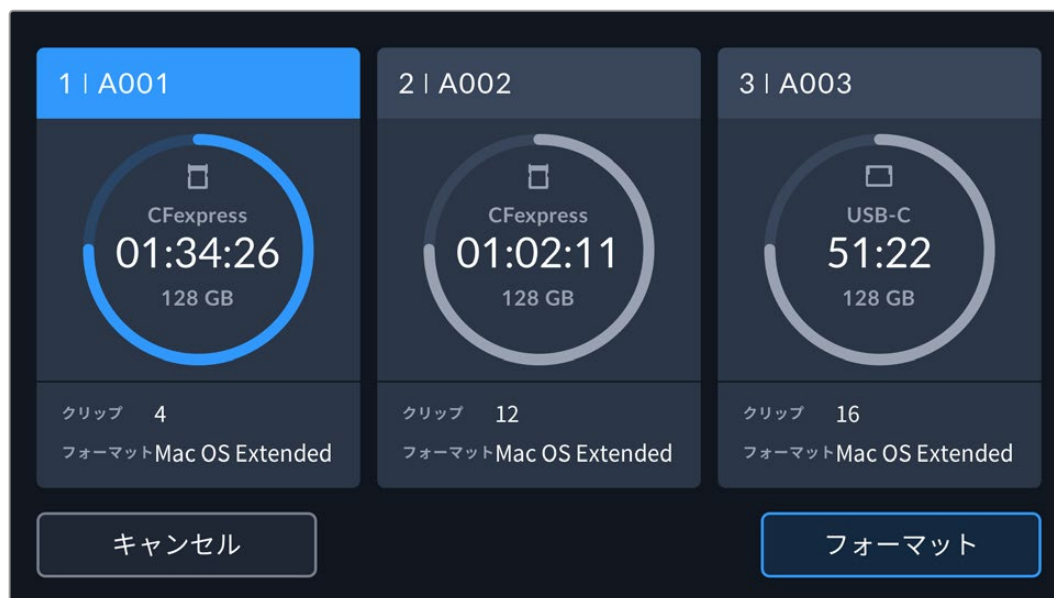 1 | A001
CFexpress
01:34:26
128 GB
クリップ 4
フォーマット Mac OS Extended
2 | A002
CFexpress
01:02:11
128 GB
クリップ 12
フォーマット Mac OS Extended
3 | A003
USB-C
51:22
128 GB
クリップ 16
フォーマット Mac OS Extended
キャンセル
フォーマット